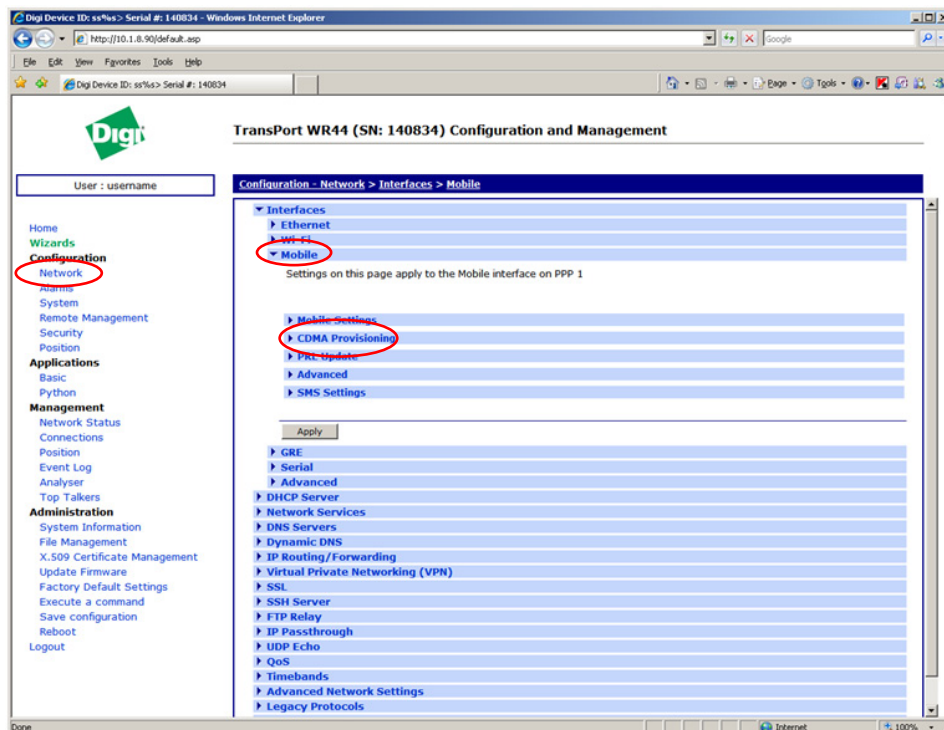 Digi Device ID: ss%s> Serial #: 140834 - Windows Internet Explorer
http://10.1.8.90/default.asp
Google
File Edit View Favorites Tools Help
Digi Device ID: ss%s> Serial #: 140834
Page Tools
Digi
TransPort WR44 (SN: 140834) Configuration and Management
User : username
Configuration - Network > Interfaces > Mobile
Home
Wizards
Configuration
Network
Alarms
System
Remote Management
Security
Position
Applications
Basic
Python
Management
Network Status
Connections
Position
Event Log
Analyser
Top Talkers
Administration
System Information
File Management
X.509 Certificate Management
Update Firmware
Factory Default Settings
Execute a command
Save configuration
Reboot
Logout
Interfaces
Ethernet
Wi-Fi
Mobile
Settings on this page apply to the Mobile interface on PPP 1
Mobile Settings
CDMA Provisioning
PRL Update
Advanced
SMS Settings
Apply
GRE
Serial
Advanced
DHCP Server
Network Services
DNS Servers
Dynamic DNS
IP Routing/Forwarding
Virtual Private Networking (VPN)
SSL
SSH Server
FTP Relay
IP Passthrough
UDP Echo
QoS
Timebands
Advanced Network Settings
Legacy Protocols
Done
Internet
100%